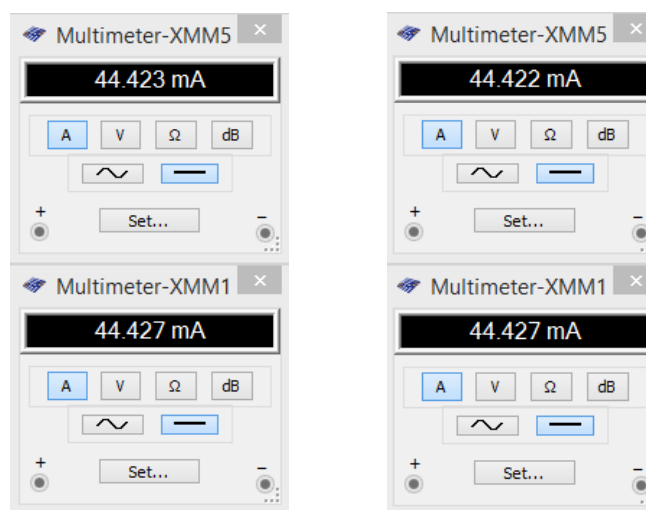 Multimeter-XMM5 ×
44.423 mA
A V Ω dB
+ Set... –
Multimeter-XMM1 ×
44.427 mA
A V Ω dB
+ Set... –
Multimeter-XMM5 ×
44.422 mA
A V Ω dB
+ Set... –
Multimeter-XMM1 ×
44.427 mA
A V Ω dB
+ Set... –